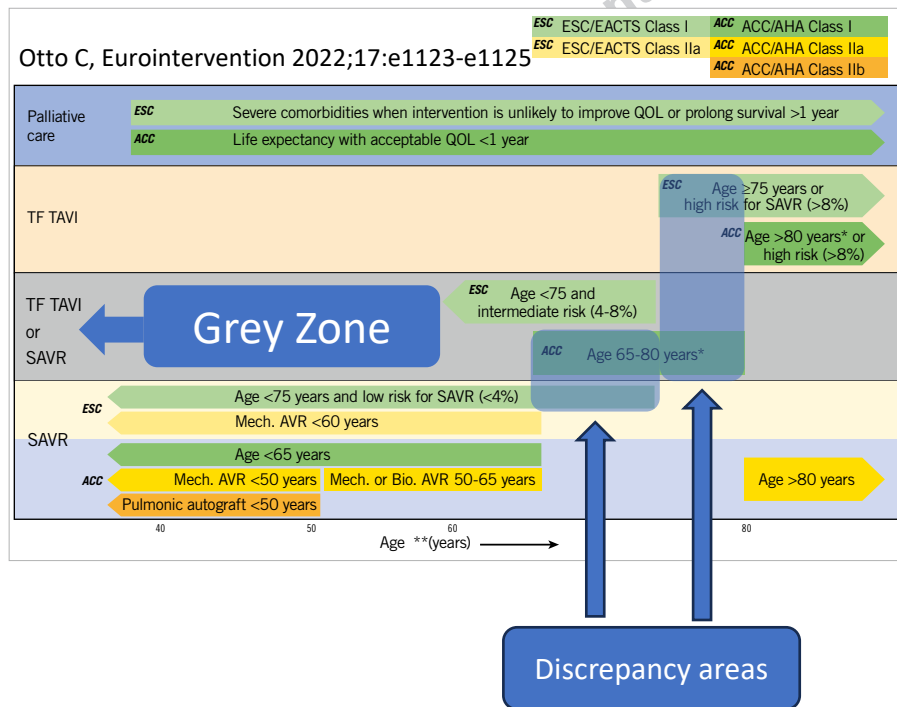 ESC ESC/EACTS Class I
ACC ACC/AHA Class I
ESC ESC/EACTS Class IIa
ACC ACC/AHA Class IIa
ACC ACC/AHA Class IIb
Otto C, Eurointervention 2022;17:e1123-e1125
Palliative
care
ESC Severe comorbidities when intervention is unlikely to improve QOL or prolong survival >1 year
ACC Life expectancy with acceptable QOL <1 year
TF TAVI
ESC Age ≥75 years or
high risk for SAVR (>8%)
ACC Age >80 years* or
high risk (>8%)
TF TAVI
or
SAVR
Grey Zone
ESC Age <75 and
intermediate risk (4-8%)
ACC Age 65-80 years*
SAVR
ESC
Age <75 years and low risk for SAVR (<4%)
Mech. AVR <60 years
ACC
Age <65 years
Mech. AVR <50 years
Mech. or Bio. AVR 50-65 years
Age >80 years
Pulmonic autograft <50 years
40 50 60 80
Age **(years)
Discrepancy areas